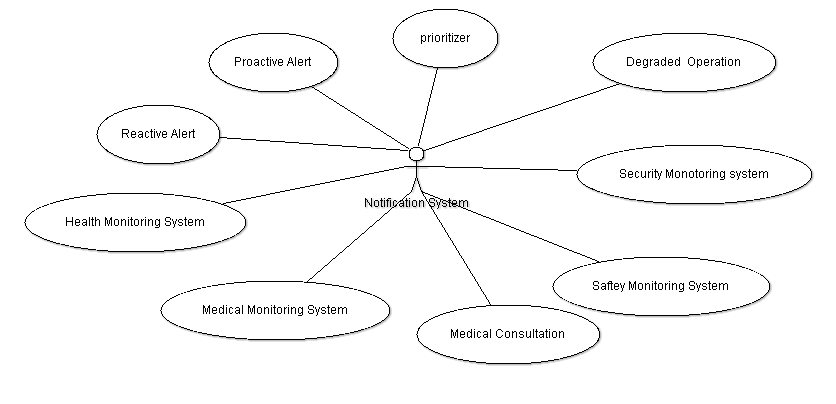 prioritizer
Proactive Alert
Degraded Operation
Reactive Alert
Security Monotoring system
Notification System
Health Monitoring System
Saftey Monitoring System
Medical Monitoring System
Medical Consultation